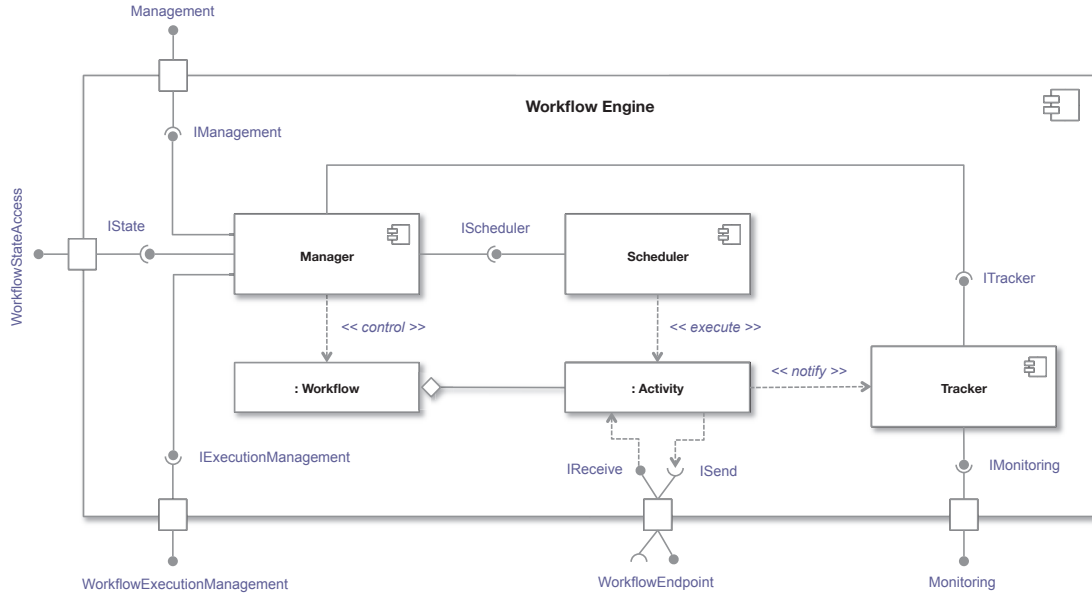 Management
Workflow Engine
IManagement
WorkflowStateAccess
IState
IScheduler
Manager
Scheduler
ITracker
<< control >>
<< execute >>
<< notify >>
: Workflow
: Activity
Tracker
IExecutionManagement
IReceive
ISend
IMonitoring
WorkflowExecutionManagement
WorkflowEndpoint
Monitoring